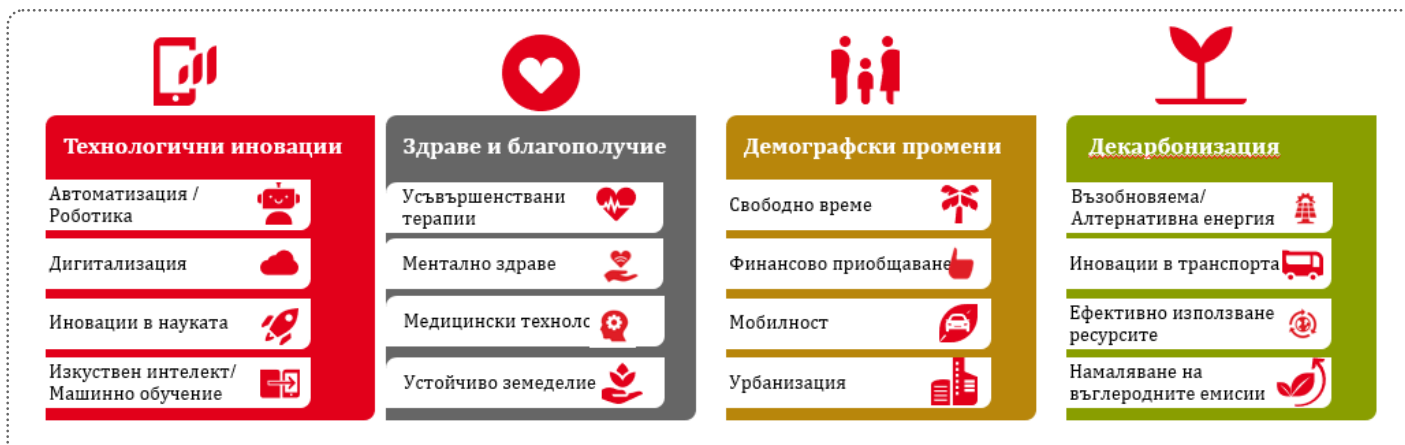 Технологични иновации
Автоматизация /
Роботика
Дигитализация
Иновации в науката
Изкуствен интелект/
Машинно обучение
Здраве и благополучие
Усъвършенствани
терапии
Ментално здраве
Медицински техноло
Устойчиво земеделие
Демографски промени
Свободно време
Финансово приобщаване
Мобилност
Урбанизация
Декарбонизация
Възобновяема/
Алтернативна енергия
Иновации в транспорта
Ефективно използване
ресурсите
Намаляване на
въглеродните емисии